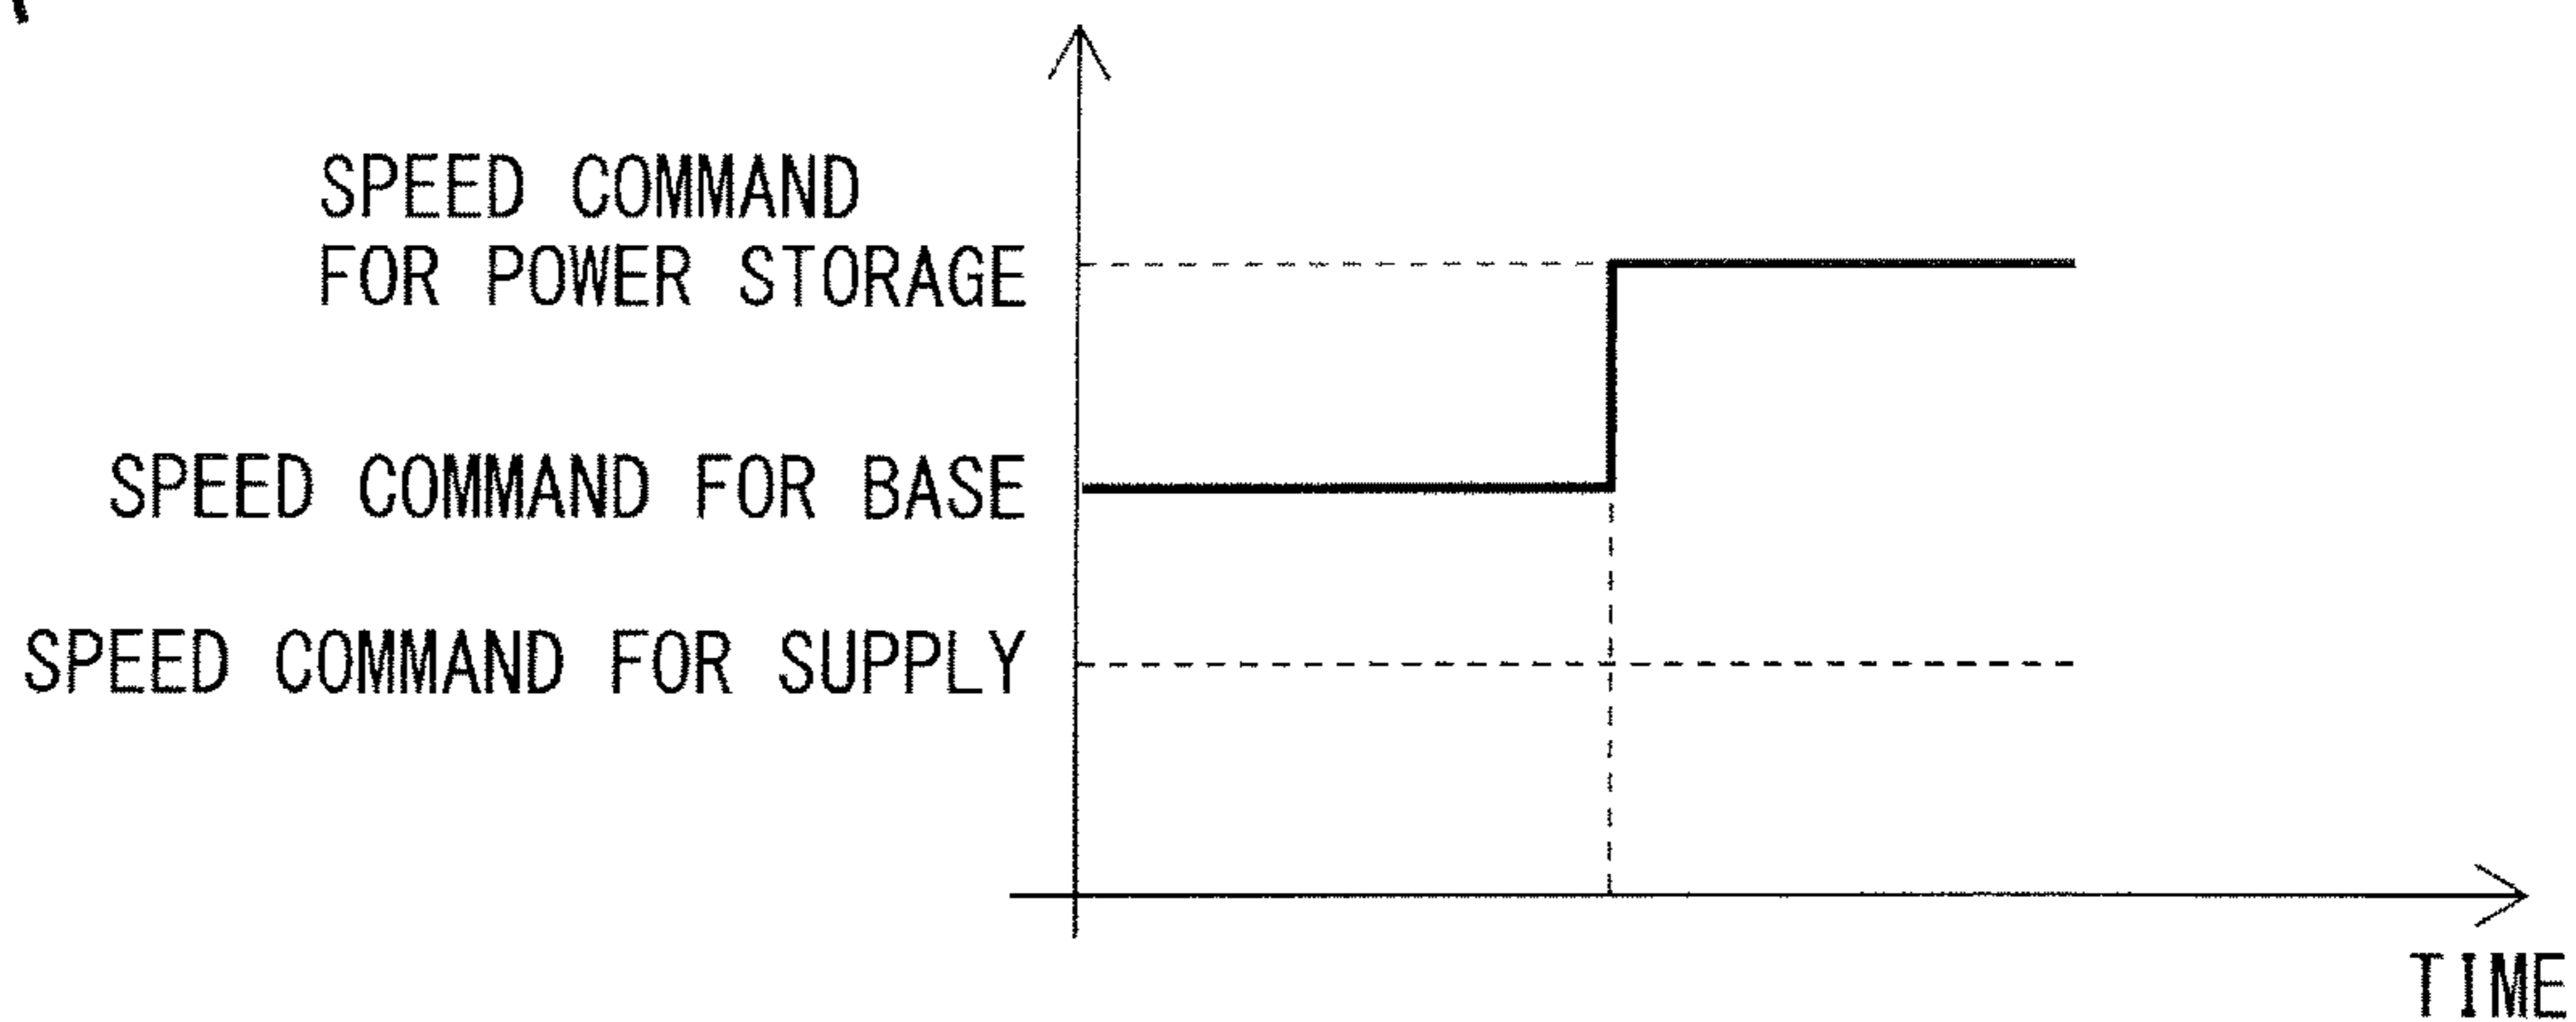 SPEED COMMAND
FOR POWER STORAGE
SPEED COMMAND FOR BASE
SPEED COMMAND FOR SUPPLY
TIME